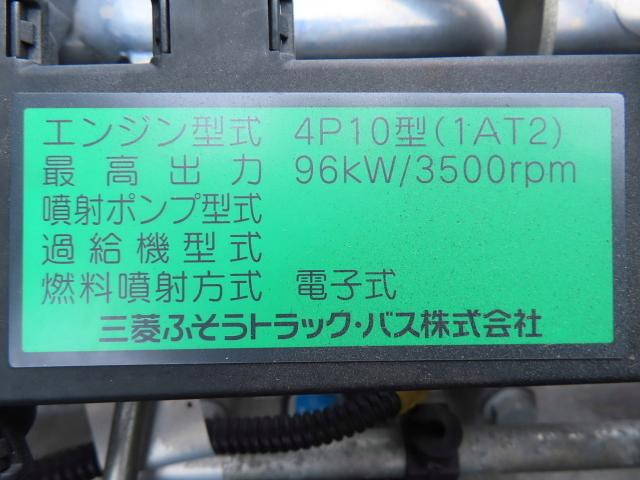 エンジン型式 4P10型(1AT2)
最高出力 96kW/3500rpm
噴射ポンプ型式
過給機型式
燃料噴射方式 電子式
三菱ふそうトラック・バス株式会社